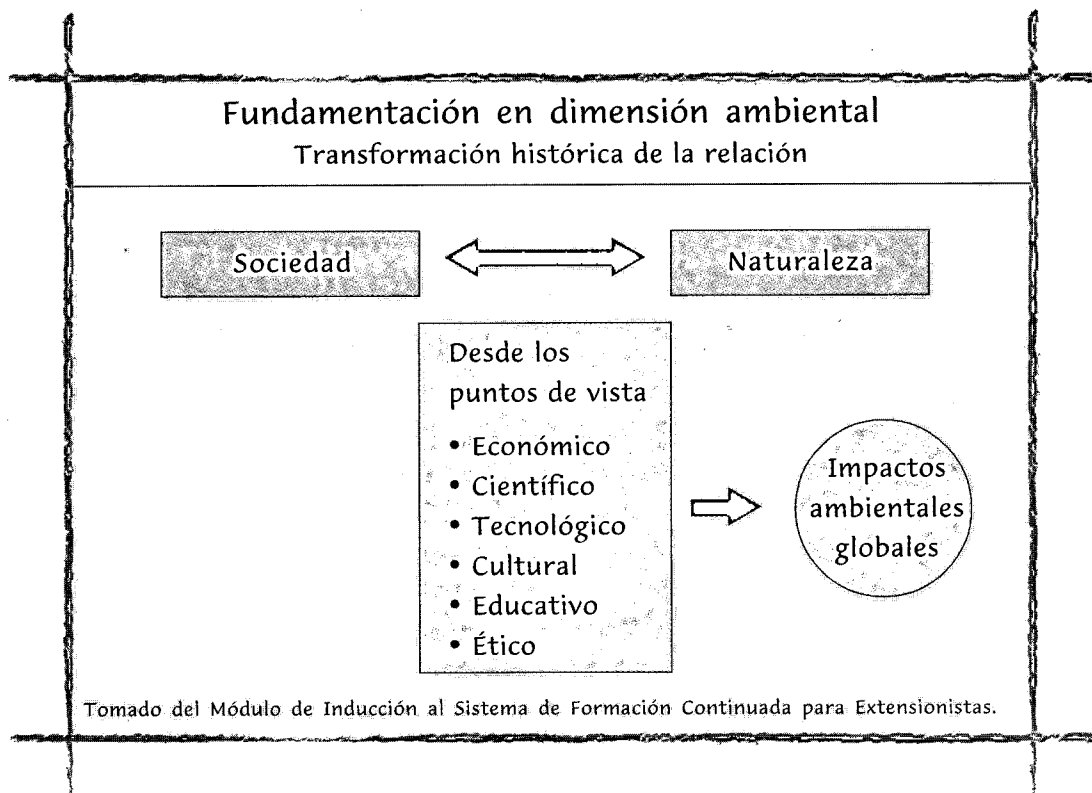 Fundamentación en dimensión ambiental
Transformación histórica de la relación
Sociedad
Naturaleza
Desde los
puntos de vista
• Económico
• Científico
• Tecnológico
• Cultural
• Educativo
• Ético
Impactos
ambientales
globales
Tomado del Módulo de Inducción al Sistema de Formación Continuada para Extensionistas.